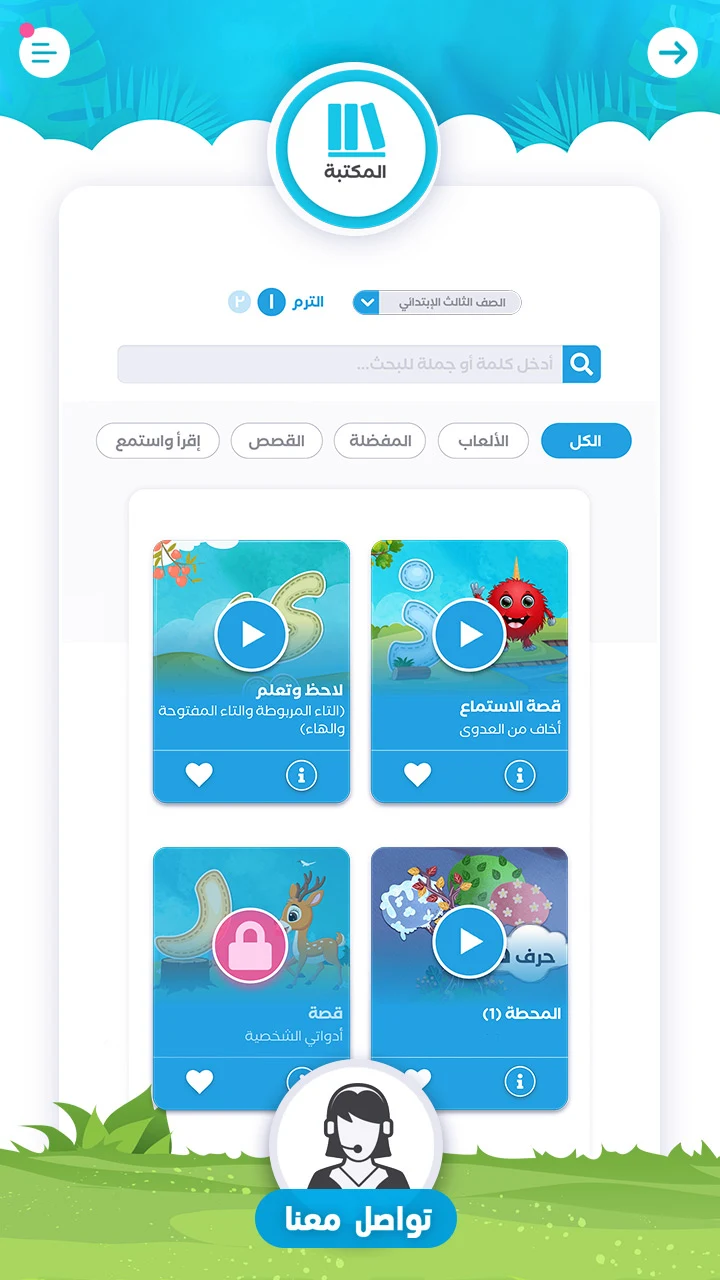 المكتبة
الصف الثالث الإبتدائي
الترم ١ ٢
أدخل كلمة أو جملة للبحث...
الكل
الألعاب
المفضلة
القصص
إقرأ واستمع
قصة الاستماع
أخاف من العدوى
لاحظ وتعلم
(التاء المربوطة والتاء المفتوحة
والهاء)
حرف
المحطة (1)
قصة
أدواتي الشخصية
تواصل معنا